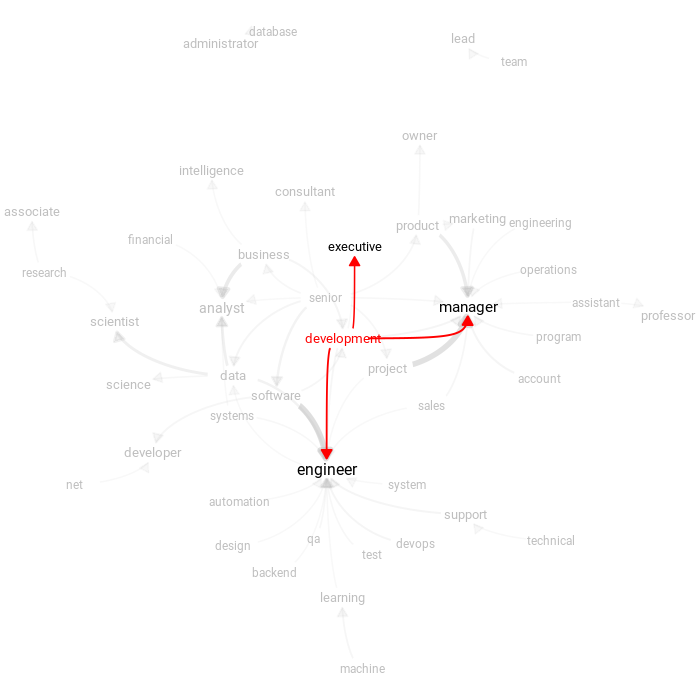 database
administrator
lead
team
owner
intelligence
consultant
associate
product
marketing
engineering
financial
executive
business
research
operations
senior
analyst
manager
assistant
professor
scientist
development
program
project
data
science
account
software
sales
systems
developer
engineer
net
system
automation
support
qa
technical
design
devops
test
backend
learning
machine